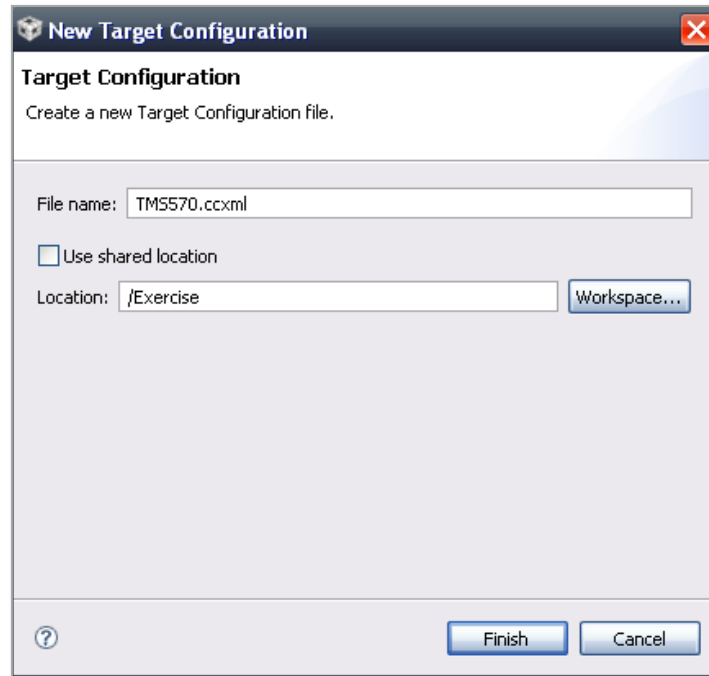 New Target Configuration
Target Configuration
Create a new Target Configuration file.
File name: TMS570.ccxml
Use shared location
Location: /Exercise Workspace...
? Finish Cancel